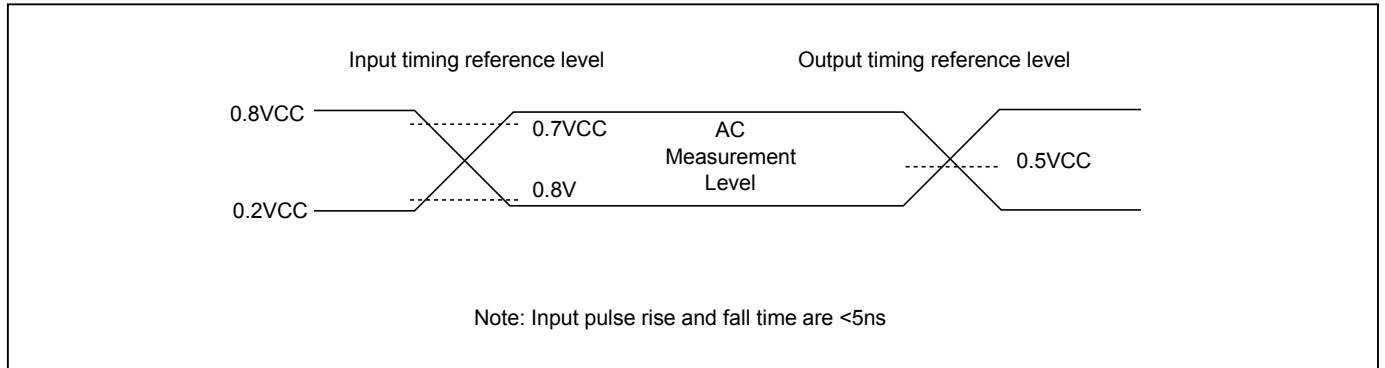 Input timing reference level
Output timing reference level
0.8VCC
0.7VCC
AC
Measurement
Level
0.5VCC
0.8V
0.2VCC
Note: Input pulse rise and fall time are <5ns